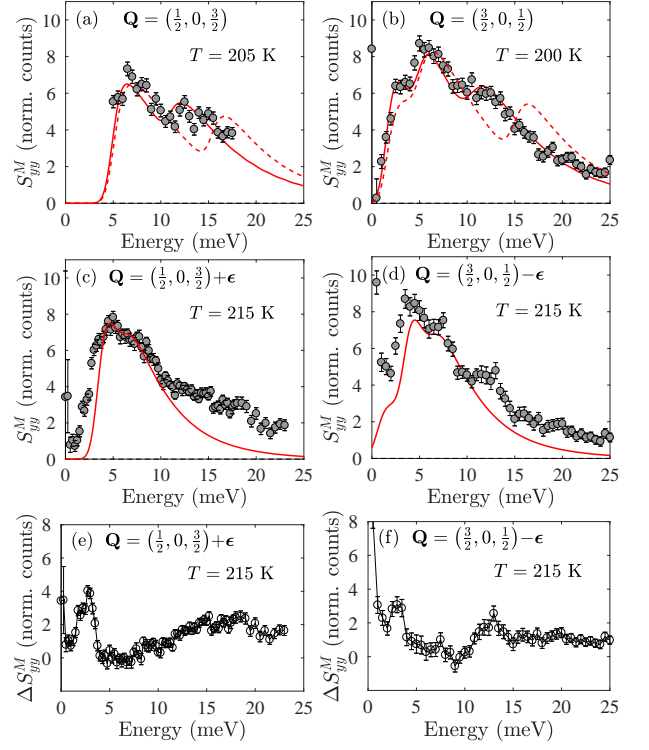 (a) Q = (1/2, 0, 3/2)
T = 205 K
S^M_yy (norm. counts)
10
8
6
4
2
0
0 5 10 15 20 25
Energy (meV)
(b) Q = (3/2, 0, 1/2)
T = 200 K
S^M_yy (norm. counts)
10
8
6
4
2
0
0 5 10 15 20 25
Energy (meV)
(c) Q = (1/2, 0, 3/2)+ϵ
T = 215 K
S^M_yy (norm. counts)
10
8
6
4
2
0
0 5 10 15 20 25
Energy (meV)
(d) Q = (3/2, 0, 1/2)−ϵ
T = 215 K
S^M_yy (norm. counts)
10
8
6
4
2
0
0 5 10 15 20 25
Energy (meV)
(e) Q = (1/2, 0, 3/2)+ϵ
T = 215 K
ΔS^M_yy (norm. counts)
8
6
4
2
0
0 5 10 15 20 25
Energy (meV)
(f) Q = (3/2, 0, 1/2)−ϵ
T = 215 K
ΔS^M_yy (norm. counts)
8
6
4
2
0
0 5 10 15 20 25
Energy (meV)